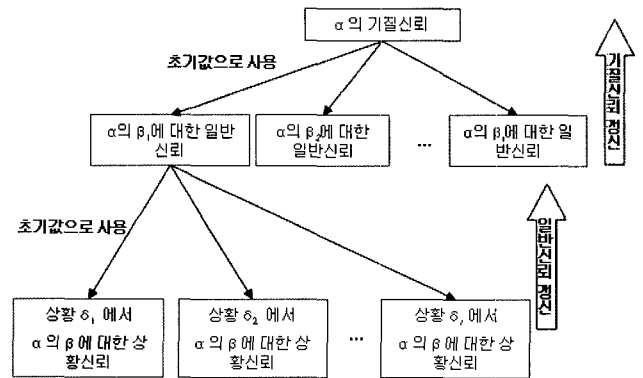 α 의 기질신뢰
초기값으로 사용
기질신뢰 갱신
α의 β₁에 대한 일반
신뢰
α의 β₂에 대한
일반신뢰
...
α의 βᵢ에 대한 일
반신뢰
초기값으로 사용
일반신뢰 갱신
상황 δ₁ 에서
α 의 β 에 대한 상
황신뢰
상황 δ₂ 에서
α 의 β 에 대한 상
황신뢰
...
상황 δᵢ 에서
α 의 β 에 대한 상
황신뢰